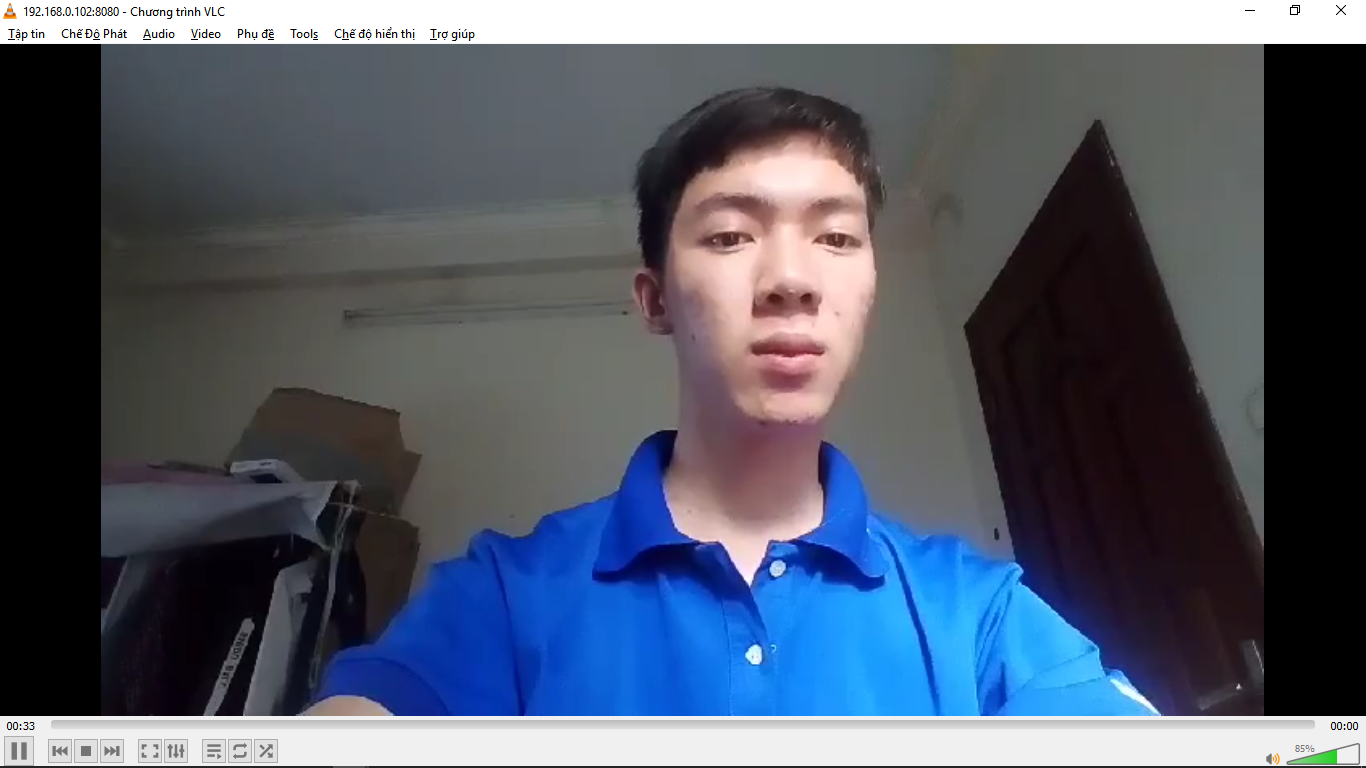 192.168.0.102:8080 - Chương trình VLC
Tập tin Chế Độ Phát Audio Video Phụ đề Tools Chế độ hiển thị Trợ giúp
00:33 00:00
85%